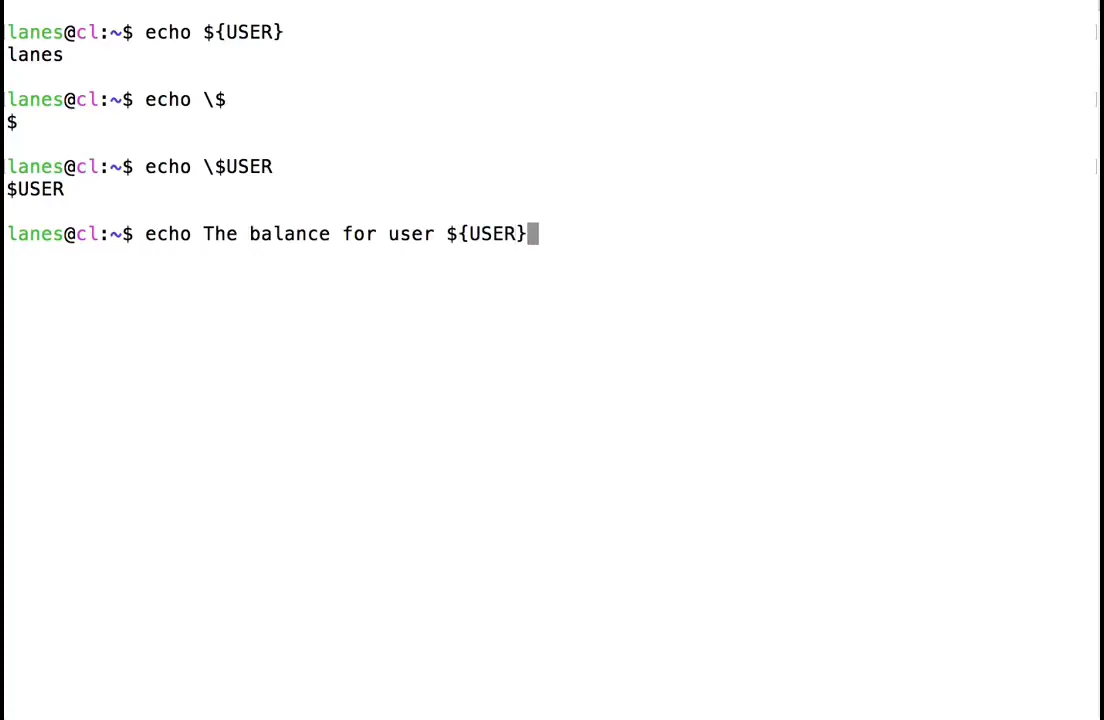 lanes@cl:~$ echo ${USER}
lanes
lanes@cl:~$ echo \$
$
lanes@cl:~$ echo \$USER
$USER
lanes@cl:~$ echo The balance for user ${USER}